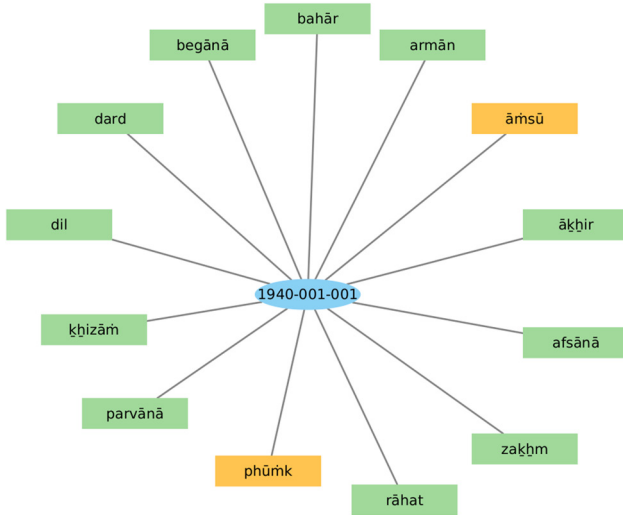 bahār
begānā
armān
dard
āṁsū
dil
āḵẖir
1940-001-001
ḵẖizāṁ
afsānā
parvānā
zaḵẖm
phūṁk
rāhat